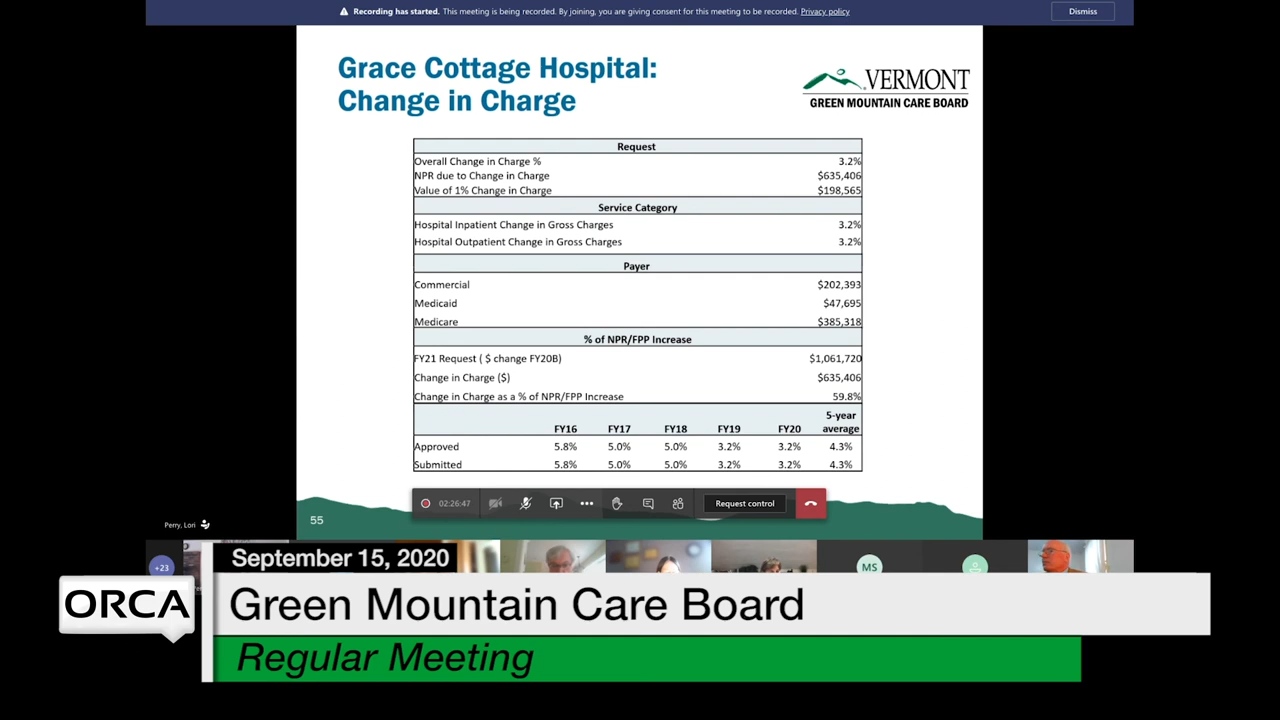 Recording has started. This meeting is being recorded. By joining, you are giving consent for this meeting to be recorded. Privacy policy
Dismiss
Grace Cottage Hospital:
Change in Charge
VERMONT
GREEN MOUNTAIN CARE BOARD
Request
Overall Change in Charge % 3.2%
NPR due to Change in Charge $635,406
Value of 1% Change in Charge $198,565
Service Category
Hospital Inpatient Change in Gross Charges 3.2%
Hospital Outpatient Change in Gross Charges 3.2%
Payer
Commercial $202,393
Medicaid $47,695
Medicare $385,318
% of NPR/FPP Increase
FY21 Request ( $ change FY20B) $1,061,720
Change in Charge ($) $635,406
Change in Charge as a % of NPR/FPP Increase 59.8%
5-year
FY16 FY17 FY18 FY19 FY20 average
Approved 5.8% 5.0% 5.0% 3.2% 3.2% 4.3%
Submitted 5.8% 5.0% 5.0% 3.2% 3.2% 4.3%
02:26:47
Request control
55
Perry, Lori
+23
MS
September 15, 2020
ORCA
Green Mountain Care Board
Regular Meeting